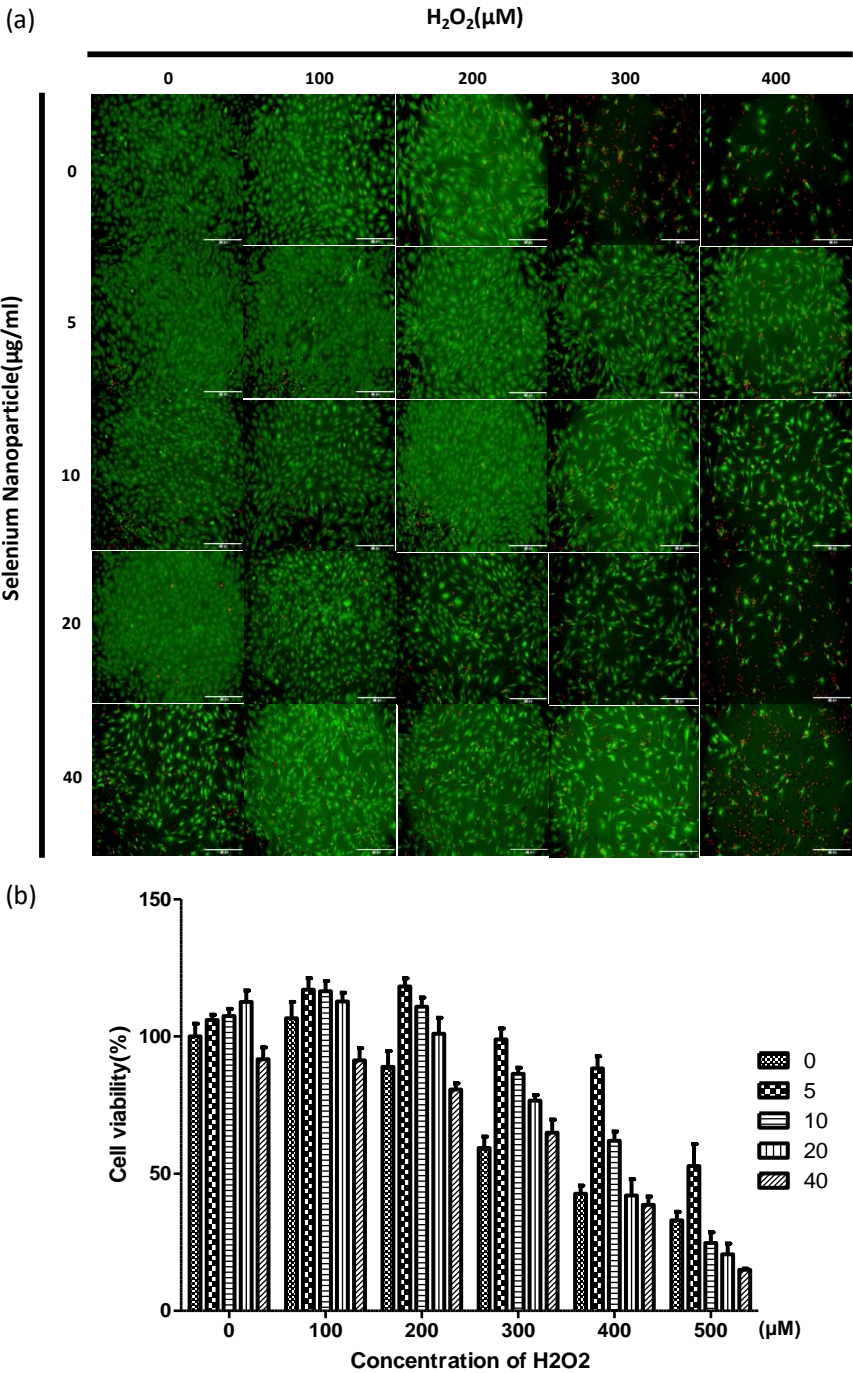 (a)
H₂O₂(μM)
0 100 200 300 400
Selenium Nanoparticle(μg/ml)
0
5
10
20
40
(b)
Cell viability(%)
150
100
50
0
0 100 200 300 400 500 (μM)
Concentration of H2O2
0
5
10
20
40